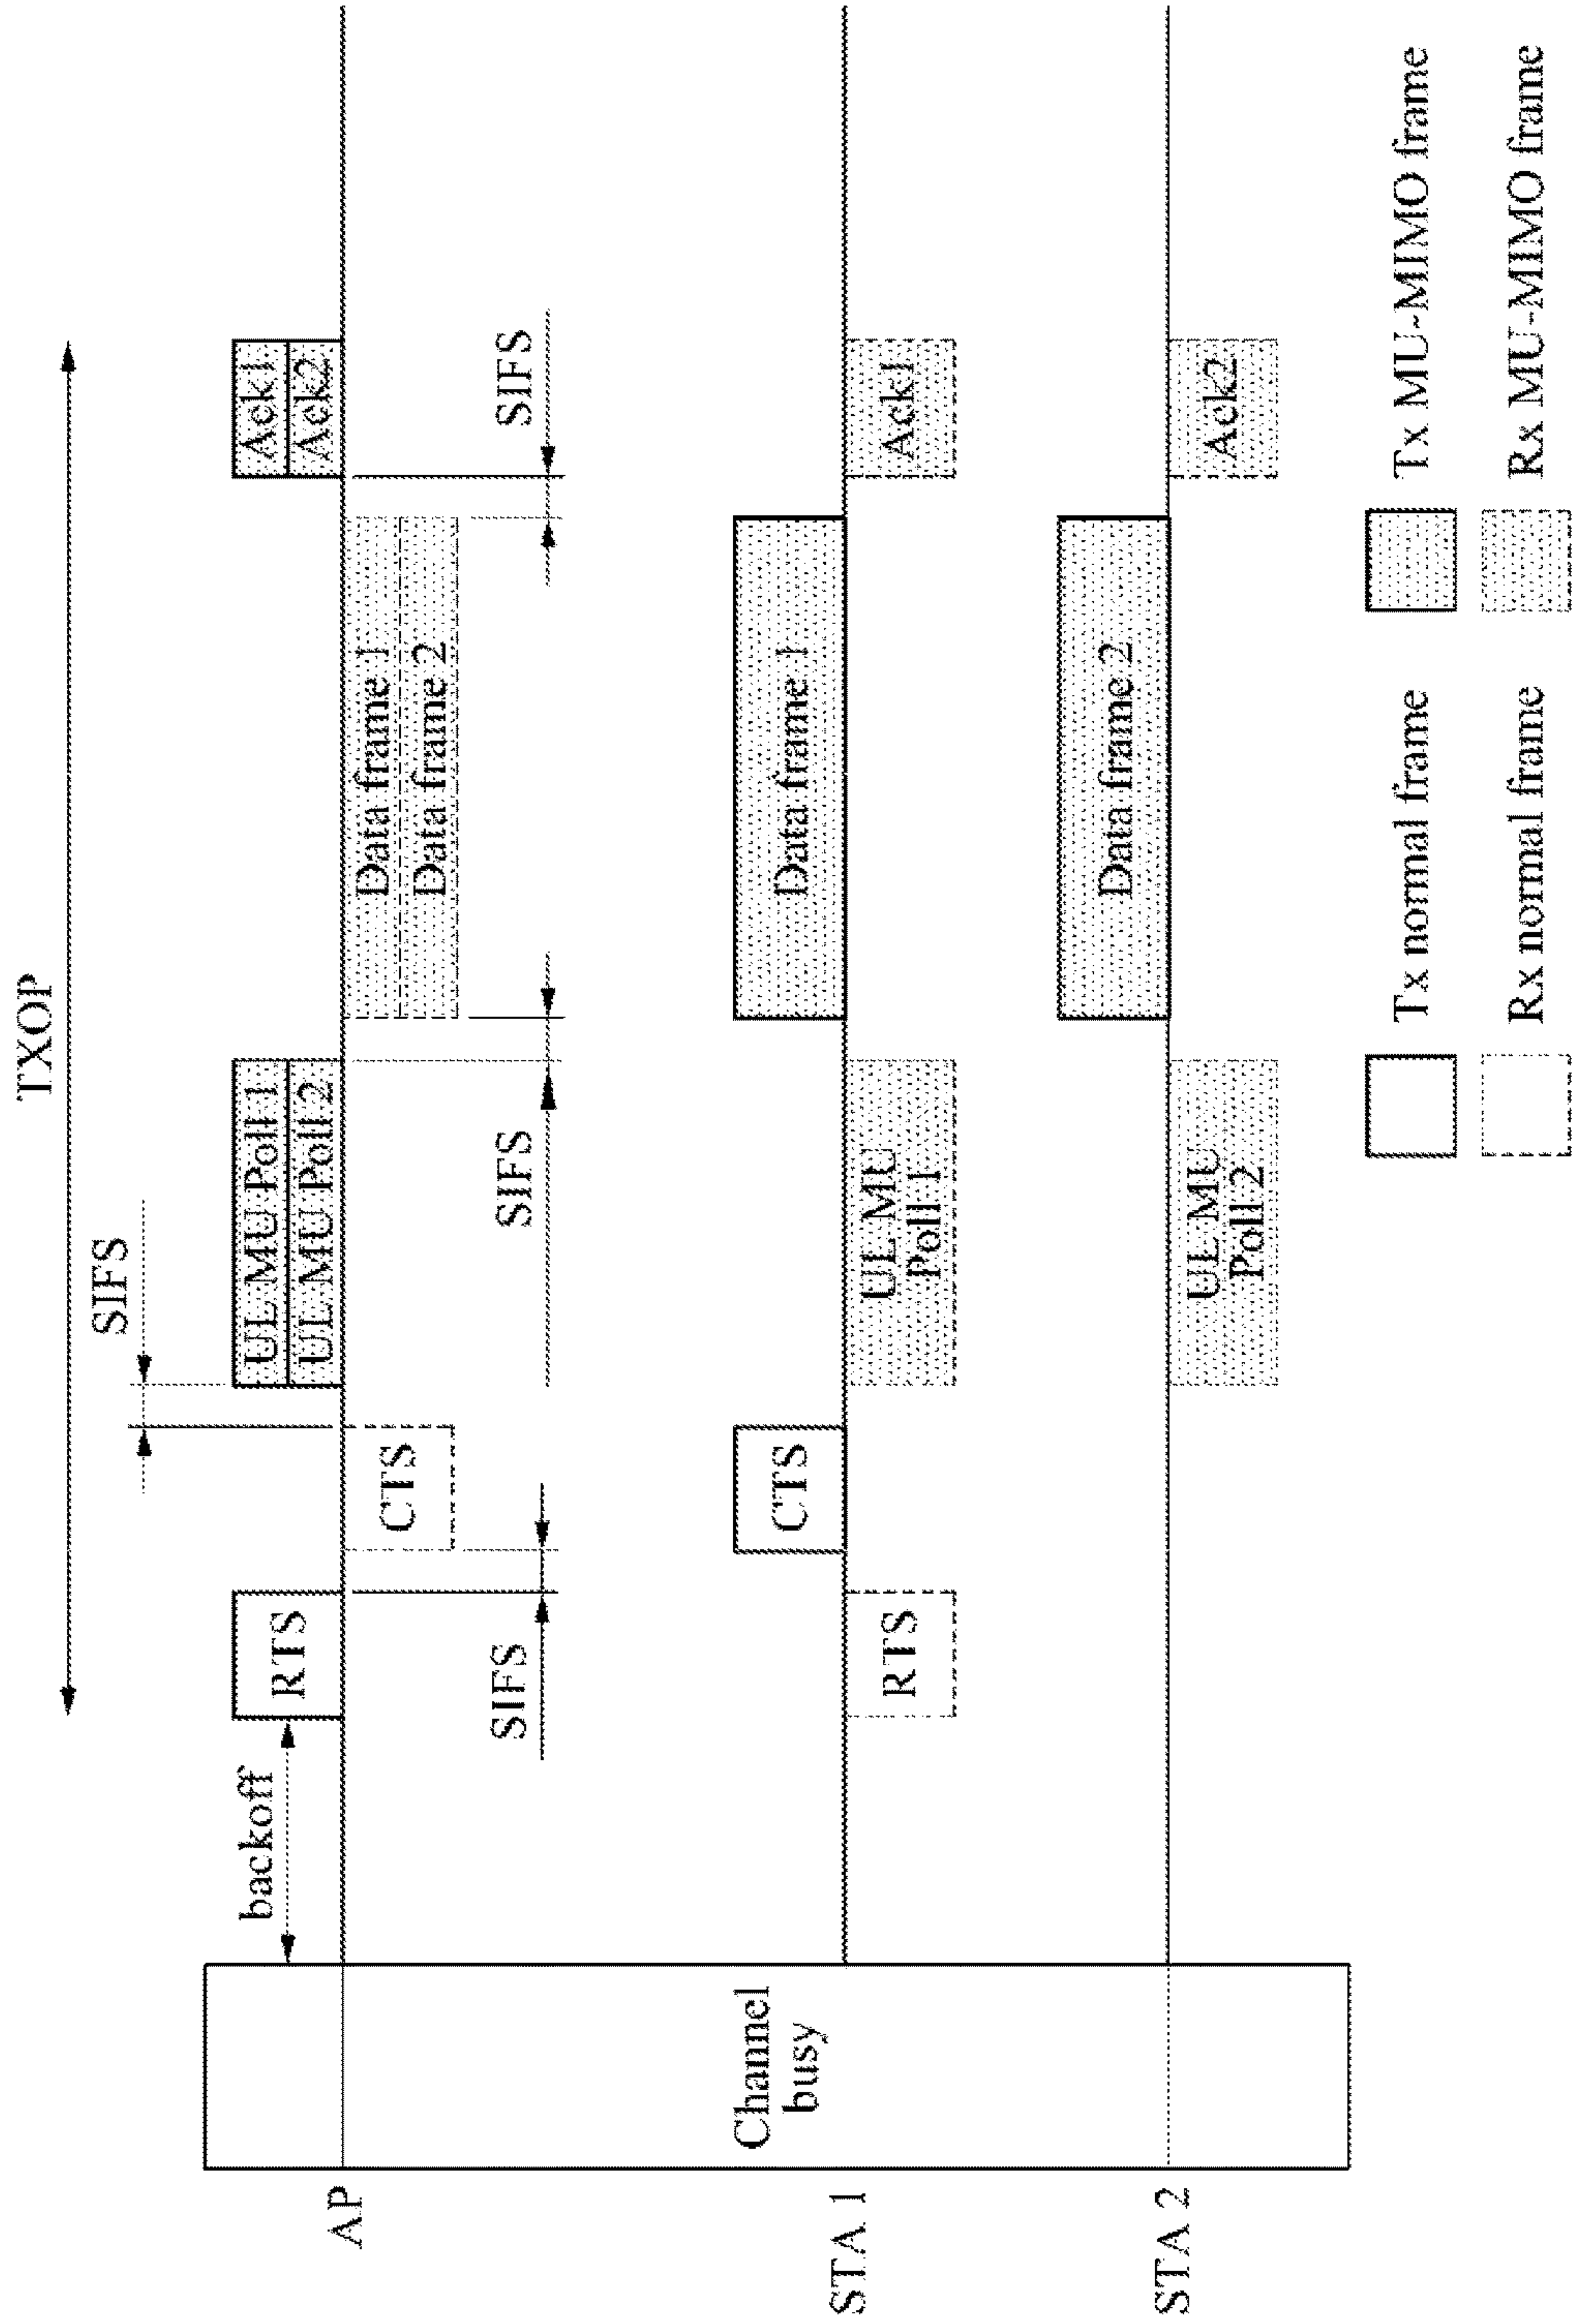 TXOP
SIFS
backoff
RTS
UL MU Poll 1
UL MU Poll 2
Ack1
Ack2
AP
CTS
Data frame 1
Data frame 2
SIFS
SIFS
SIFS
Channel
busy
CTS
Data frame 1
STA 1
RTS
UL MU
Poll 1
Ack1
Data frame 2
STA 2
UL MU
Poll 2
Ack2
Tx normal frame
Tx MU-MIMO frame
Rx normal frame
Rx MU-MIMO frame